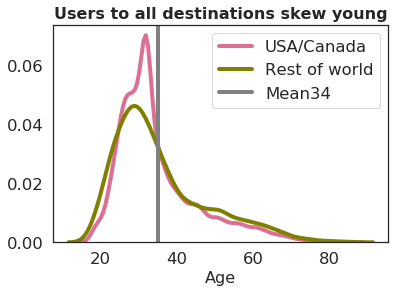 Users to all destinations skew young
USA/Canada
Rest of world
Mean34
0.06
0.04
0.02
0.00
20 40 60 80
Age